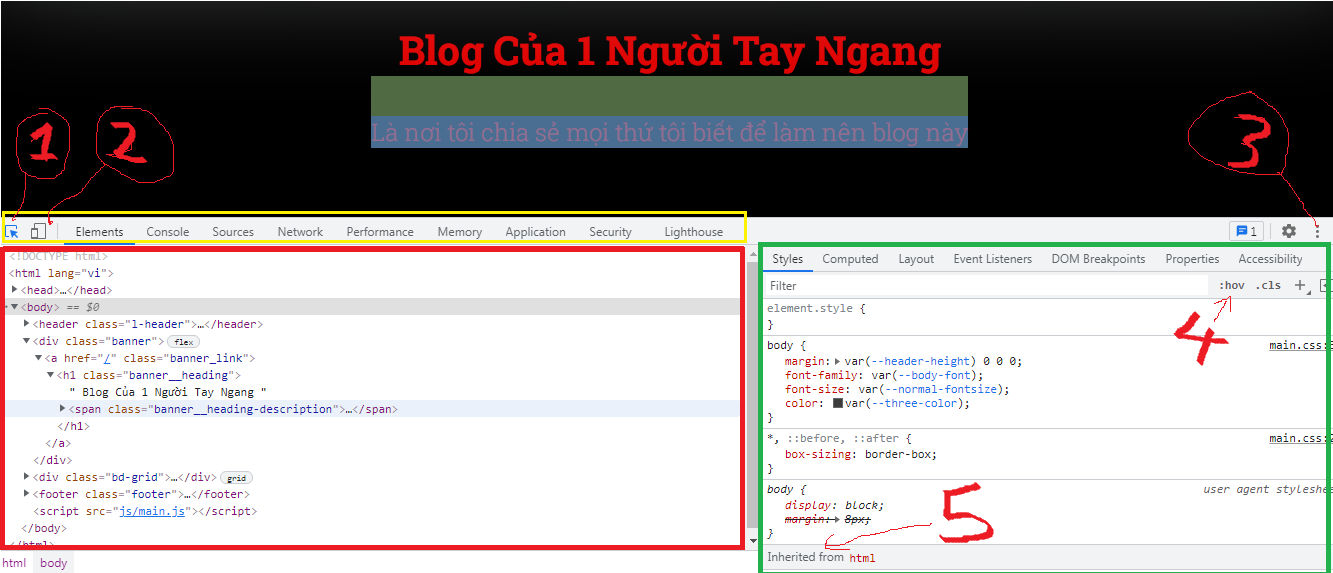 Blog Của 1 Người Tay Ngang
Là nơi tôi chia sẻ mọi thứ tôi biết để làm nên blog này
1 2 3
Elements Console Sources Network Performance Memory Application Security Lighthouse 1
<!DOCTYPE html>
<html lang="vi">
<head>…</head>
<body> == $0
<header class="l-header">…</header>
<div class="banner"> flex
<a href="/" class="banner_link">
<h1 class="banner__heading">
" Blog Của 1 Người Tay Ngang "
<span class="banner__heading-description">…</span>
</h1>
</a>
</div>
<div class="bd-grid">…</div> grid
<footer class="footer">…</footer>
<script src="js/main.js"></script>
</body>
</html>
html body
Styles Computed Layout Event Listeners DOM Breakpoints Properties Accessibility
Filter :hov .cls +
4
element.style {
}
body { main.css:
margin: var(--header-height) 0 0 0;
font-family: var(--body-font);
font-size: var(--normal-fontsize);
color: var(--three-color);
}
*, ::before, ::after { main.css:2
box-sizing: border-box;
}
body { user agent styleshe
display: block;
margin: 8px;
}
5
Inherited from html